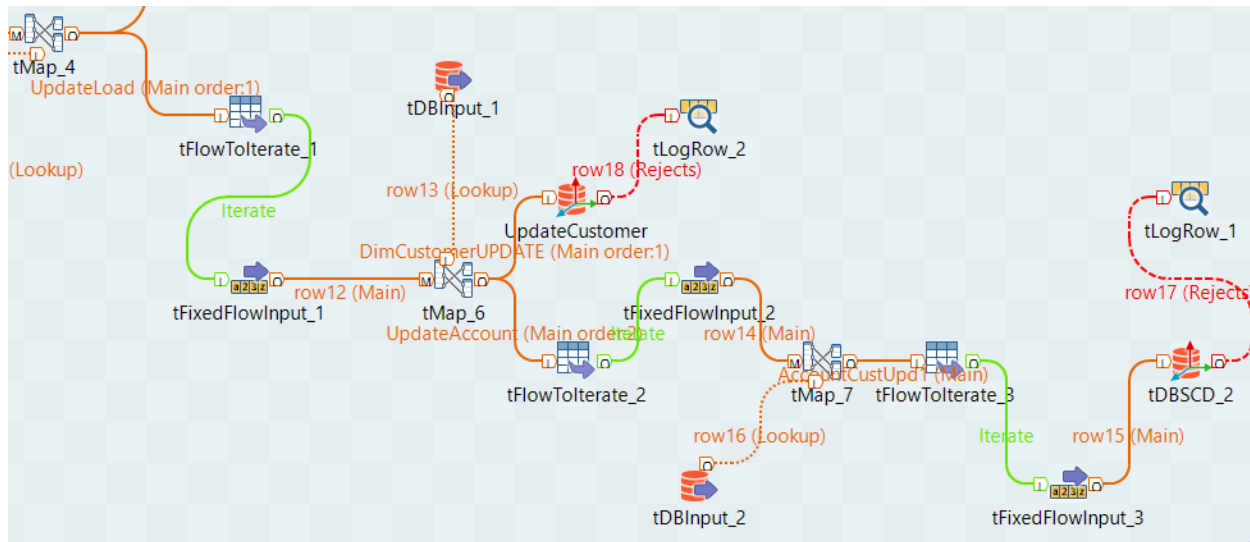 tMap_4
UpdateLoad (Main order:1)
tDBInput_1
tFlowToIterate_1
tLogRow_2
(Lookup)
row18 (Rejects)
row13 (Lookup)
Iterate
UpdateCustomer
tLogRow_1
DimCustomerUPDATE (Main order:1)
row12 (Main)
row17 (Rejects
tFixedFlowInput_1
tMap_6
tFixedFlowInput_2
UpdateAccount (Main order:2)
Iterate
row14 (Main)
AccountCustUpd1 (Main)
tFlowToIterate_2
tMap_7
tFlowToIterate_3
tDBSCD_2
row16 (Lookup)
Iterate
row15 (Main)
tDBInput_2
tFixedFlowInput_3